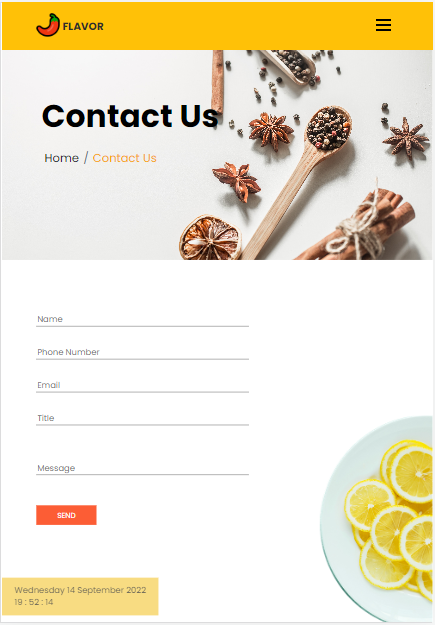 FLAVOR
Contact Us
Home / Contact Us
Name
Phone Number
Email
Title
Message
SEND
Wednesday 14 September 2022
19 : 52 : 14